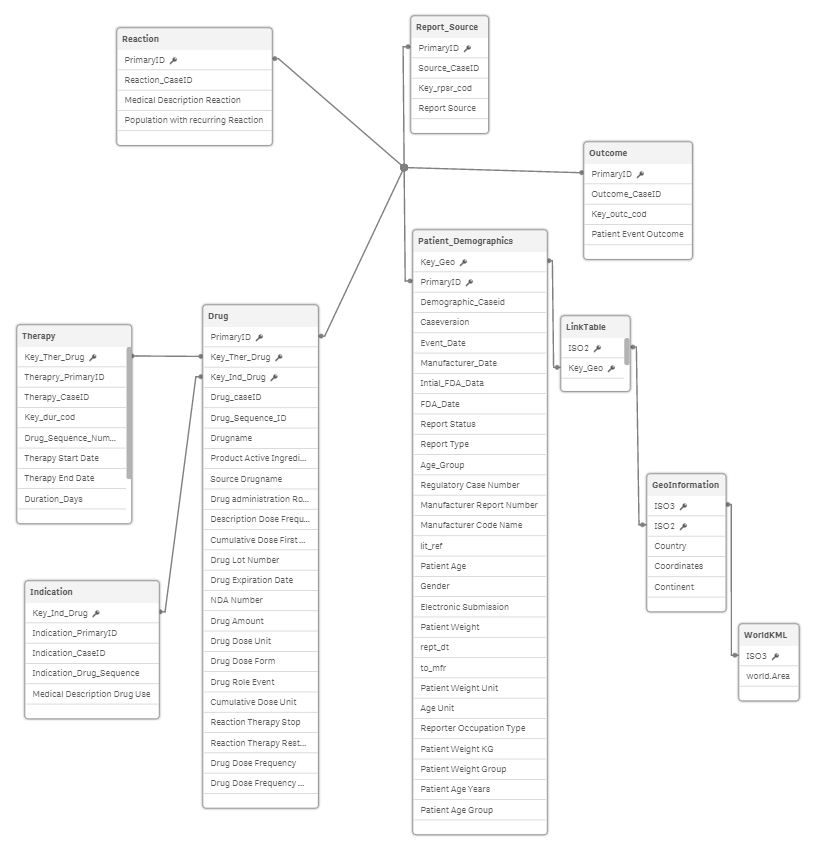 Reaction
PrimaryID
Reaction_CaseID
Medical Description Reaction
Population with recurring Reaction
Report_Source
PrimaryID
Source_CaseID
Key_rpsr_cod
Report Source
Outcome
PrimaryID
Outcome_CaseID
Key_outc_cod
Patient Event Outcome
Patient_Demographics
Key_Geo
PrimaryID
Demographic_Caseid
Caseversion
Event_Date
Manufacturer_Date
Intial_FDA_Data
FDA_Date
Report Status
Report Type
Age_Group
Regulatory Case Number
Manufacturer Report Number
Manufacturer Code Name
lit_ref
Patient Age
Gender
Electronic Submission
Patient Weight
rept_dt
to_mfr
Patient Weight Unit
Age Unit
Reporter Occupation Type
Patient Weight KG
Patient Weight Group
Patient Age Years
Patient Age Group
Drug
PrimaryID
Key_Ther_Drug
Key_Ind_Drug
Drug_caseID
Drug_Sequence_ID
Drugname
Product Active Ingredi...
Source Drugname
Drug administration Ro...
Description Dose Frequ...
Cumulative Dose First ...
Drug Lot Number
Drug Expiration Date
NDA Number
Drug Amount
Drug Dose Unit
Drug Dose Form
Drug Role Event
Cumulative Dose Unit
Reaction Therapy Stop
Reaction Therapy Rest...
Drug Dose Frequency
Drug Dose Frequency ...
Therapy
Key_Ther_Drug
Therapry_PrimaryID
Therapy_CaseID
Key_dur_cod
Drug_Sequence_Num...
Therapy Start Date
Therapy End Date
Duration_Days
Indication
Key_Ind_Drug
Indication_PrimaryID
Indication_CaseID
Indication_Drug_Sequence
Medical Description Drug Use
LinkTable
ISO2
Key_Geo
GeoInformation
ISO3
ISO2
Country
Coordinates
Continent
WorldKML
ISO3
world.Area